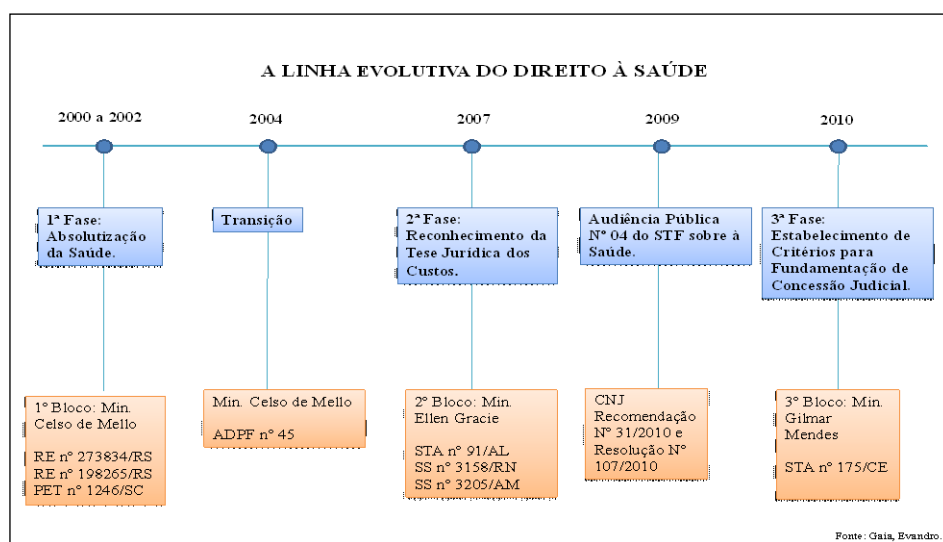 A LINHA EVOLUTIVA DO DIREITO À SAÚDE
2000 a 2002
2004
2007
2009
2010
1ª Fase:
Absolutização
da Saúde.
Transição
2ª Fase:
Reconhecimento da
Tese Jurídica dos
Custos.
Audiência Pública
Nº 04 do STF sobre à
Saúde.
3ª Fase:
Estabelecimento de
Critérios para
Fundamentação de
Concessão Judicial.
1º Bloco: Min.
Celso de Mello
RE nº 273834/RS
RE nº 198265/RS
PET nº 1246/SC
Min. Celso de Mello
ADPF nº 45
2º Bloco: Min.
Ellen Gracie
STA nº 91/AL
SS nº 3158/RN
SS nº 3205/AM
CNJ
Recomendação
Nº 31/2010 e
Resolução Nº
107/2010
3º Bloco: Min.
Gilmar
Mendes
STA nº 175/CE
Fonte: Gaia, Evandro.